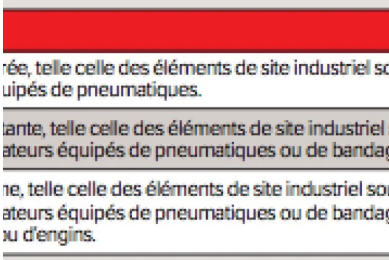 rée, telle celle des éléments de site industriel so
uipés de pneumatiques.
tante, telle celle des éléments de site industriel
ateurs équipés de pneumatiques ou de bandag
ne, telle celle des éléments de site industriel sou
ateurs équipés de pneumatiques ou de bandag
ou d'engins.